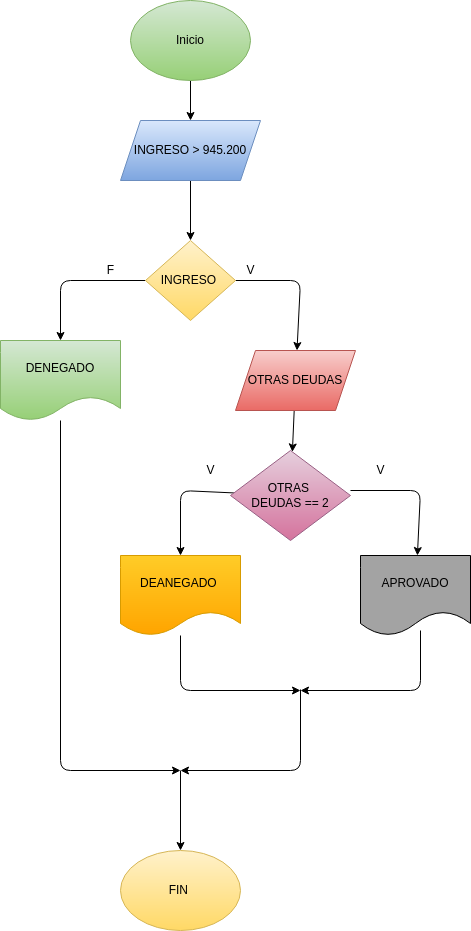 Inicio
INGRESO > 945.200
F
V
INGRESO
DENEGADO
OTRAS DEUDAS
V
V
OTRAS
DEUDAS == 2
DEANEGADO
APROVADO
FIN